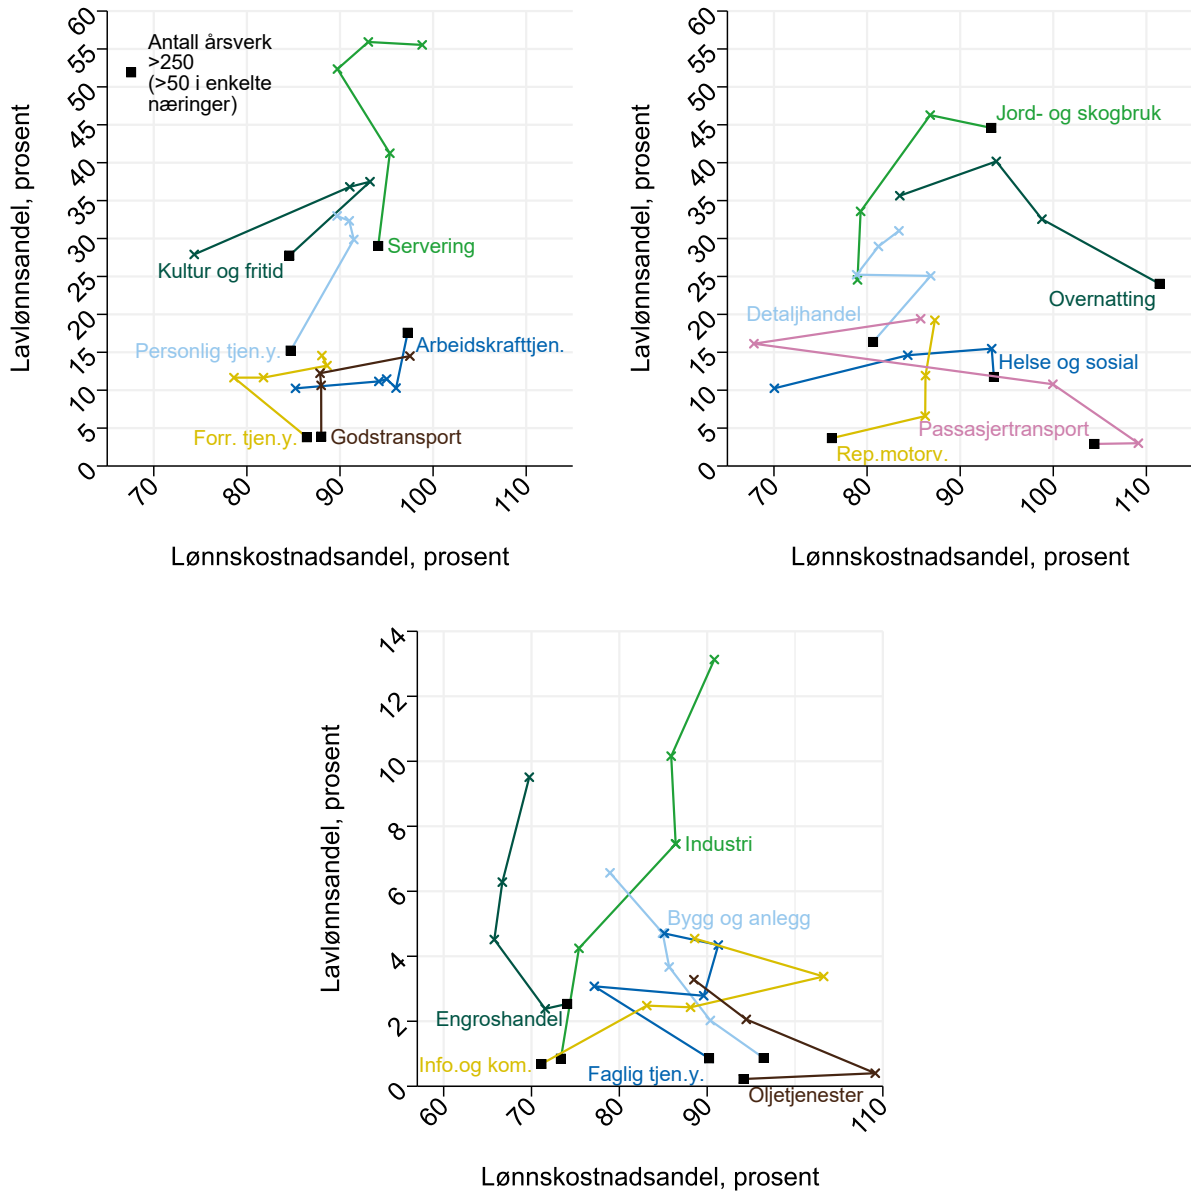 60
55
50
45
40
35
30
25
20
15
10
5
0
Lavlønnsandel, prosent
Antall årsverk
>250
(>50 i enkelte
næringer)
Servering
Kultur og fritid
Personlig tjen.y.
Arbeidskrafttjen.
Forr. tjen.y.
Godstransport
70
80
90
100
110
Lønnskostnadsandel, prosent
60
55
50
45
40
35
30
25
20
15
10
5
0
Lavlønnsandel, prosent
Jord- og skogbruk
Overnatting
Detaljhandel
Helse og sosial
Passasjertransport
Rep.motorv.
70
80
90
100
110
Lønnskostnadsandel, prosent
14
12
10
8
6
4
2
0
Lavlønnsandel, prosent
Industri
Bygg og anlegg
Engroshandel
Info.og kom.
Faglig tjen.y.
Oljetjenester
60
70
80
90
110
Lønnskostnadsandel, prosent